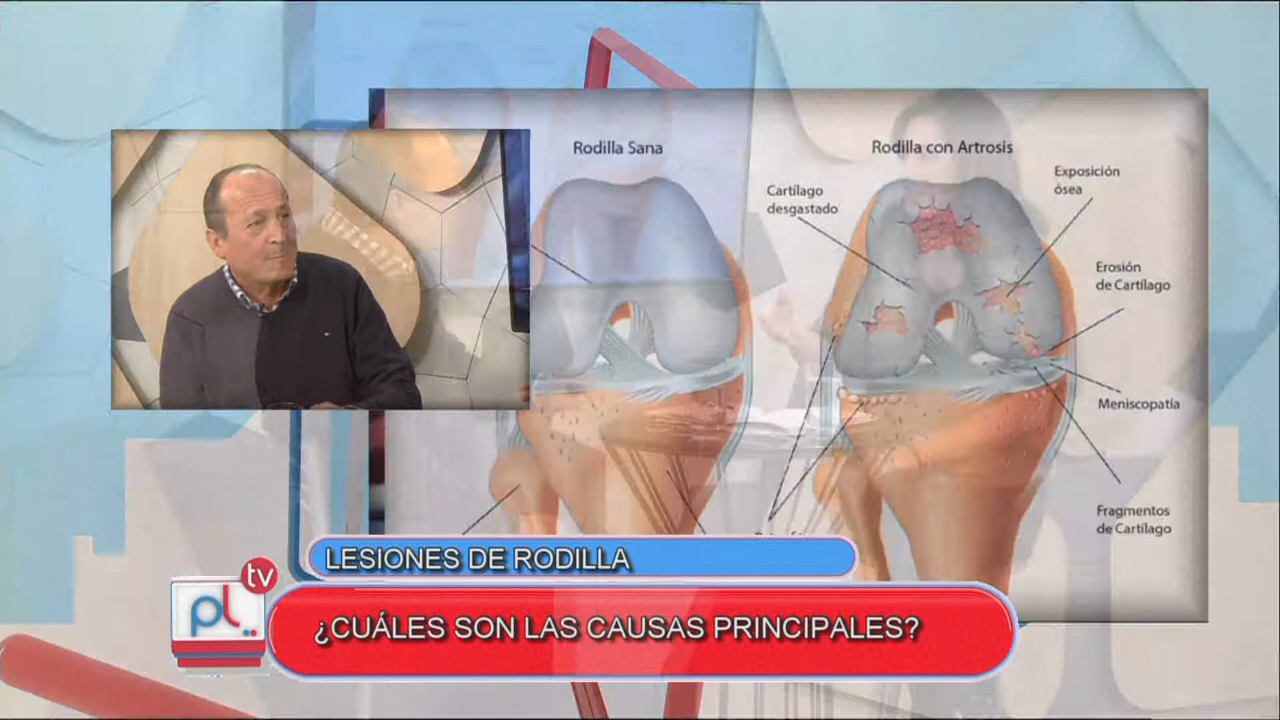 Rodilla Sana
Rodilla con Artrosis
Exposición
ósea
Cartílago
desgastado
Erosión
de Cartílago
Meniscopatía
Fragmentos
de Cartílago
LESIONES DE RODILLA
tv
pl..
¿CUÁLES SON LAS CAUSAS PRINCIPALES?